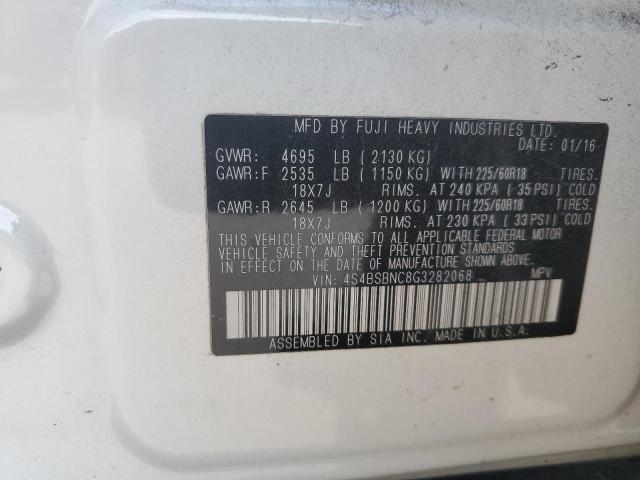 MFD BY FUJI HEAVY INDUSTRIES LTD.
DATE: 01/16
GVWR: 4695 LB ( 2130 KG)
GAWR:F 2535 LB ( 1150 KG) WITH 225/60R18 TIRES.
18X7J RIMS. AT 240 KPA ( 35 PSI) COLD
GAWR:R 2645 LB ( 1200 KG) WITH 225/60R18 TIRES.
18X7J RIMS. AT 230 KPA ( 33 PSI) COLD
THIS VEHICLE CONFORMS TO ALL APPLICABLE FEDERAL MOTOR
VEHICLE SAFETY AND THEFT PREVENTION STANDARDS
IN EFFECT ON THE DATE OF MANUFACTURE SHOWN ABOVE.
VIN: 4S4BSBNC8G3282068 MPV
ASSEMBLED BY SIA INC. MADE IN U.S.A.